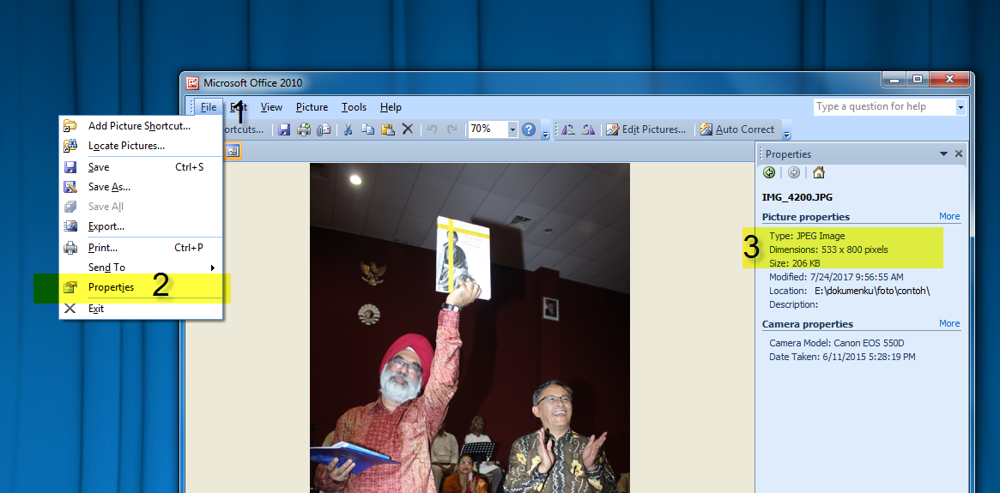 Microsoft Office 2010
File Edit View Picture Tools Help
Type a question for help
1
ortcuts...
70%
Edit Pictures...
Auto Correct
Add Picture Shortcut...
Locate Pictures...
Save Ctrl+S
Save As...
Save All
Export...
Print... Ctrl+P
Send To
Properties
2
Exit
Properties
IMG_4200.JPG
Picture properties More
3
Type: JPEG Image
Dimensions: 533 x 800 pixels
Size: 206 KB
Modified: 7/24/2017 9:56:55 AM
Location: E:\dokumenku\foto\contoh\
Description:
Camera properties More
Camera Model: Canon EOS 550D
Date Taken: 6/11/2015 5:28:19 PM